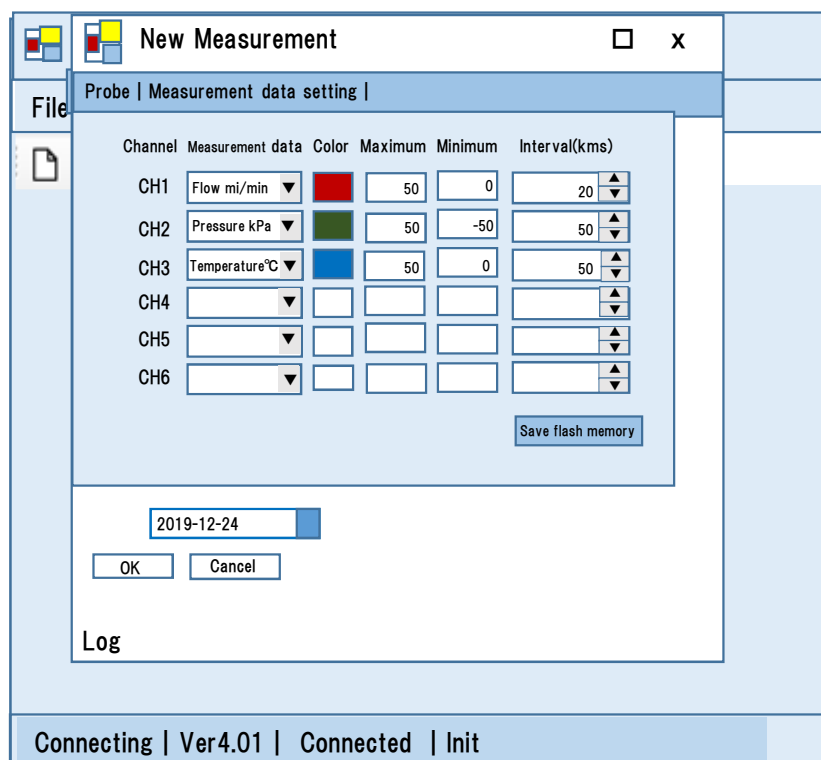 New Measurement x
Probe | Measurement data setting |
File
Channel Measurement data Color Maximum Minimum Interval(kms)
CH1 Flow mi/min ▼ 50 0 20
CH2 Pressure kPa ▼ 50 -50 50
CH3 Temperature℃ ▼ 50 0 50
CH4
CH5
CH6
Save flash memory
2019-12-24
OK Cancel
Log
Connecting | Ver4.01 | Connected | Init